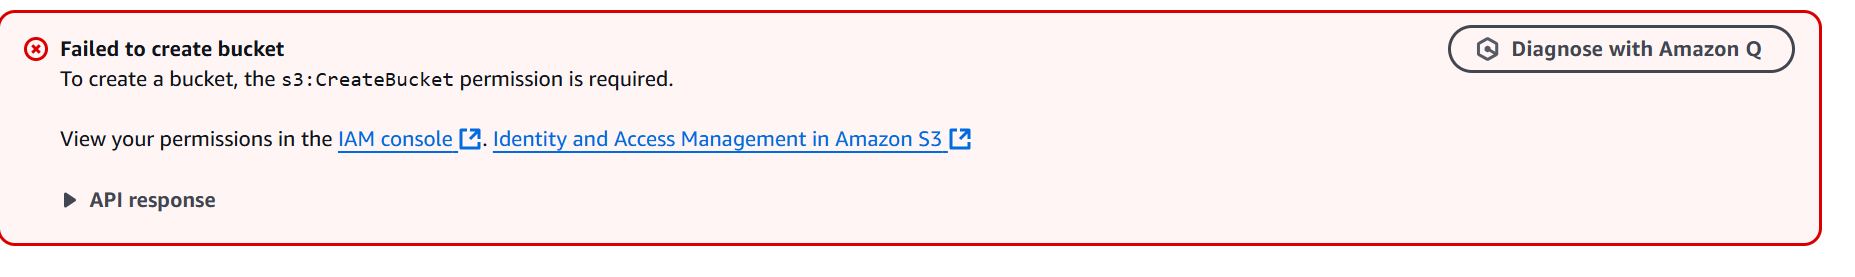 Failed to create bucket
Diagnose with Amazon Q
To create a bucket, the s3:CreateBucket permission is required.
View your permissions in the IAM console. Identity and Access Management in Amazon S3
API response